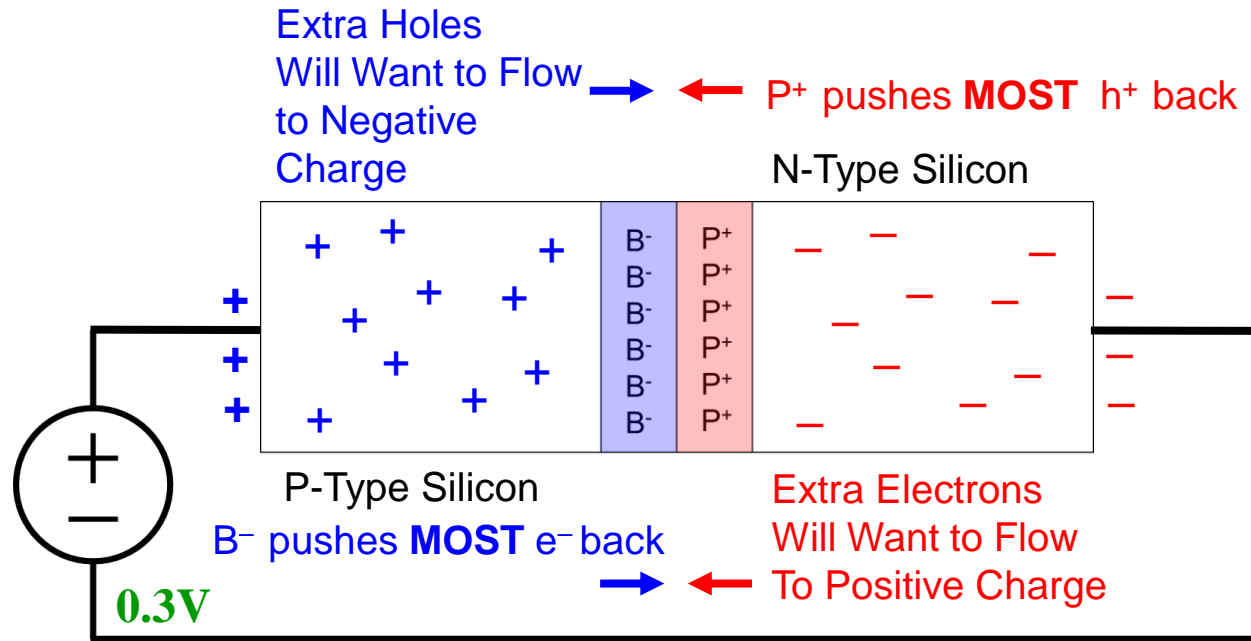 Extra Holes
Will Want to Flow
to Negative
Charge
P⁺ pushes MOST h⁺ back
N-Type Silicon
B⁻ P⁺
B⁻ P⁺
B⁻ P⁺
B⁻ P⁺
B⁻ P⁺
B⁻ P⁺
P-Type Silicon
B⁻ pushes MOST e⁻ back
Extra Electrons
Will Want to Flow
To Positive Charge
0.3V